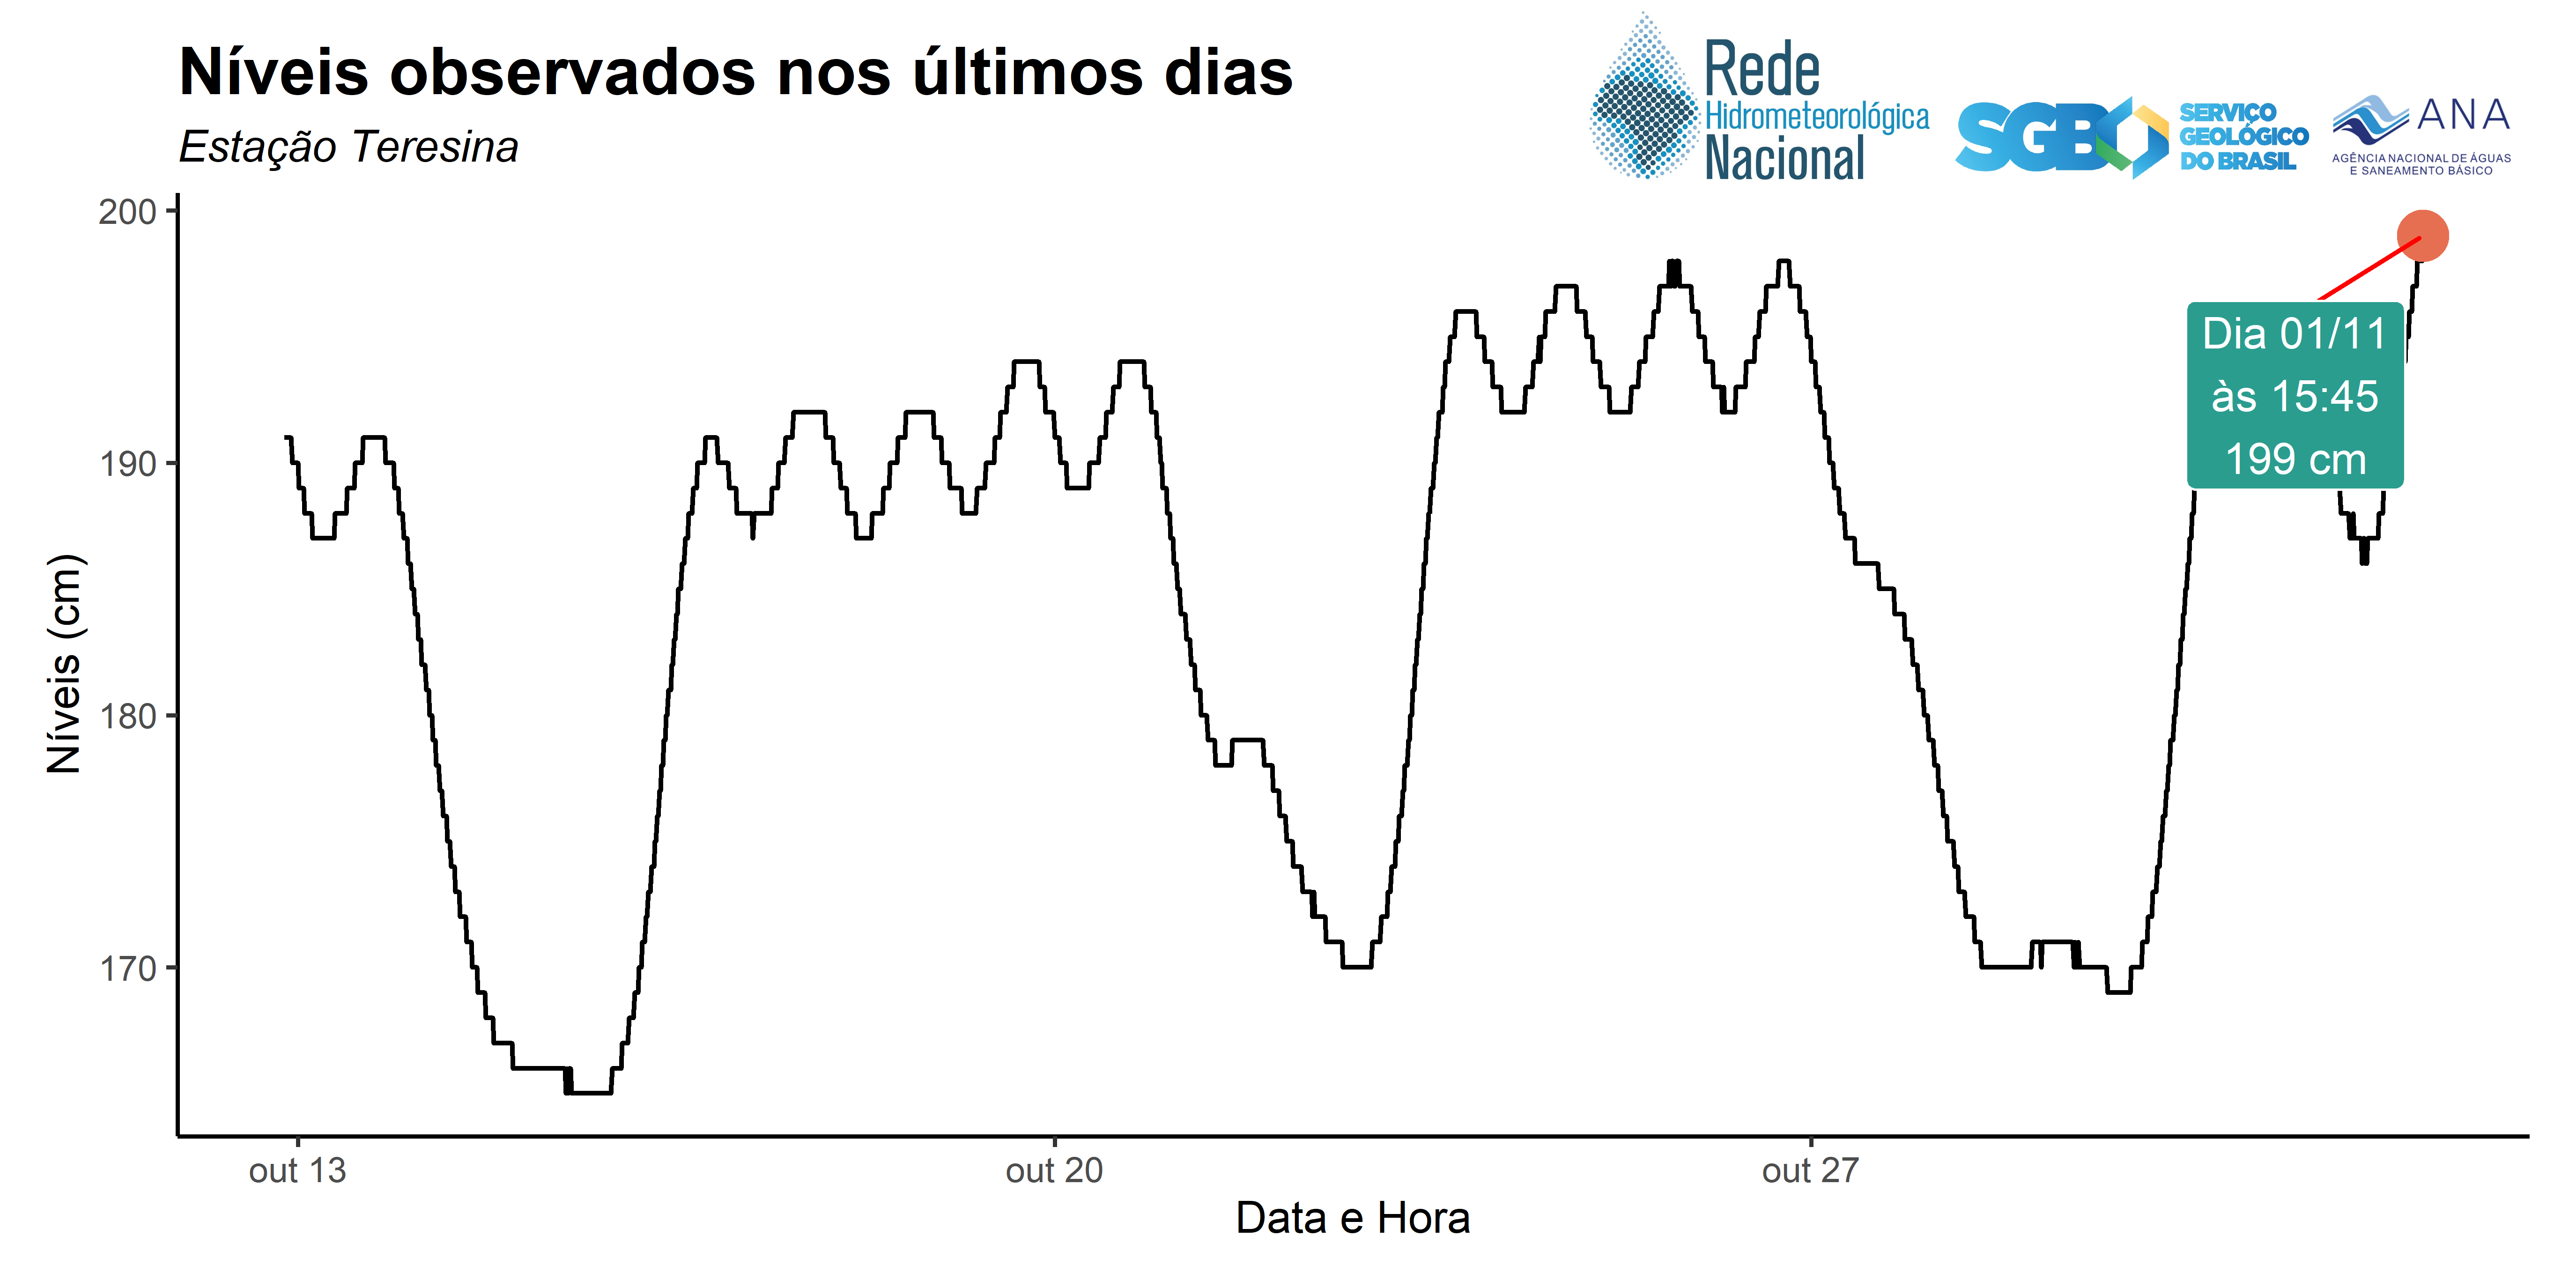 Níveis observados nos últimos dias
Estação Teresina
Rede
Hidrometeorológica
Nacional
SGB
SERVIÇO
GEOLÓGICO
DO BRASIL
ANA
AGÊNCIA NACIONAL DE ÁGUAS
E SANEAMENTO BÁSICO
200
190
180
170
Níveis (cm)
Dia 01/11
às 15:45
199 cm
out 13
out 20
out 27
Data e Hora